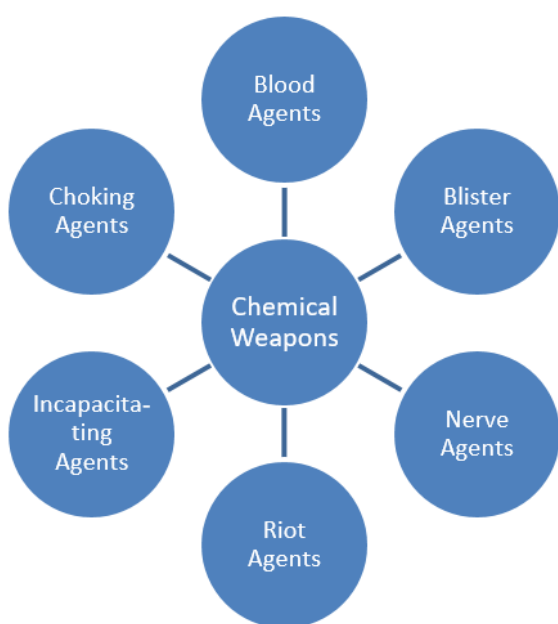 Blood
Agents
Choking
Agents
Blister
Agents
Chemical
Weapons
Incapacita-
ting
Agents
Nerve
Agents
Riot
Agents